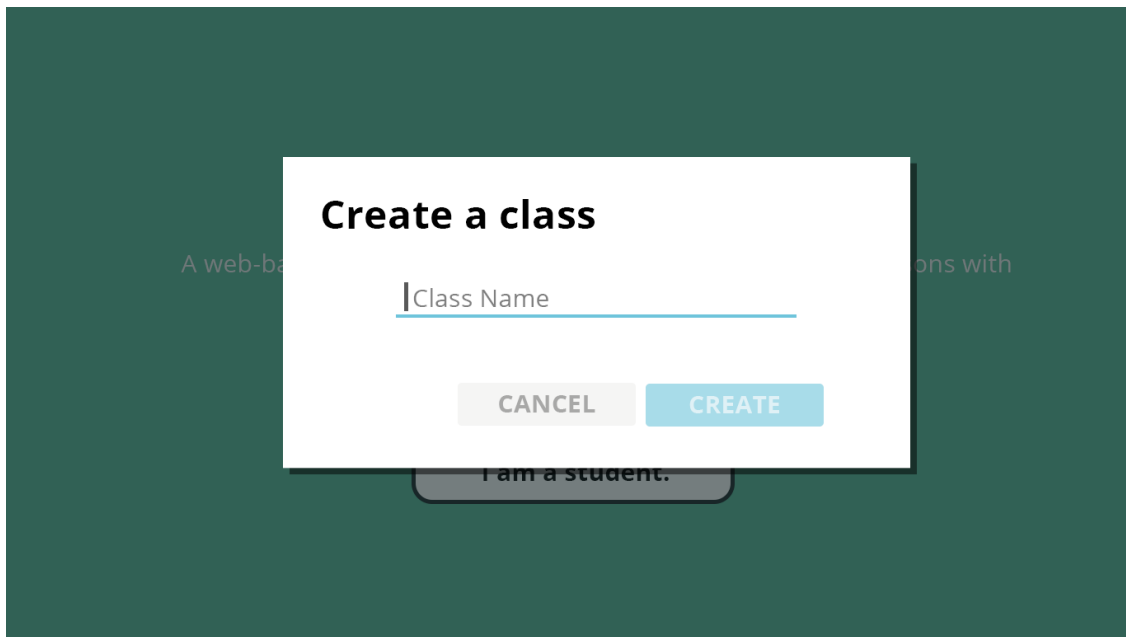 Create a class
A web-ba
ons with
Class Name
CANCEL
CREATE
I am a student.